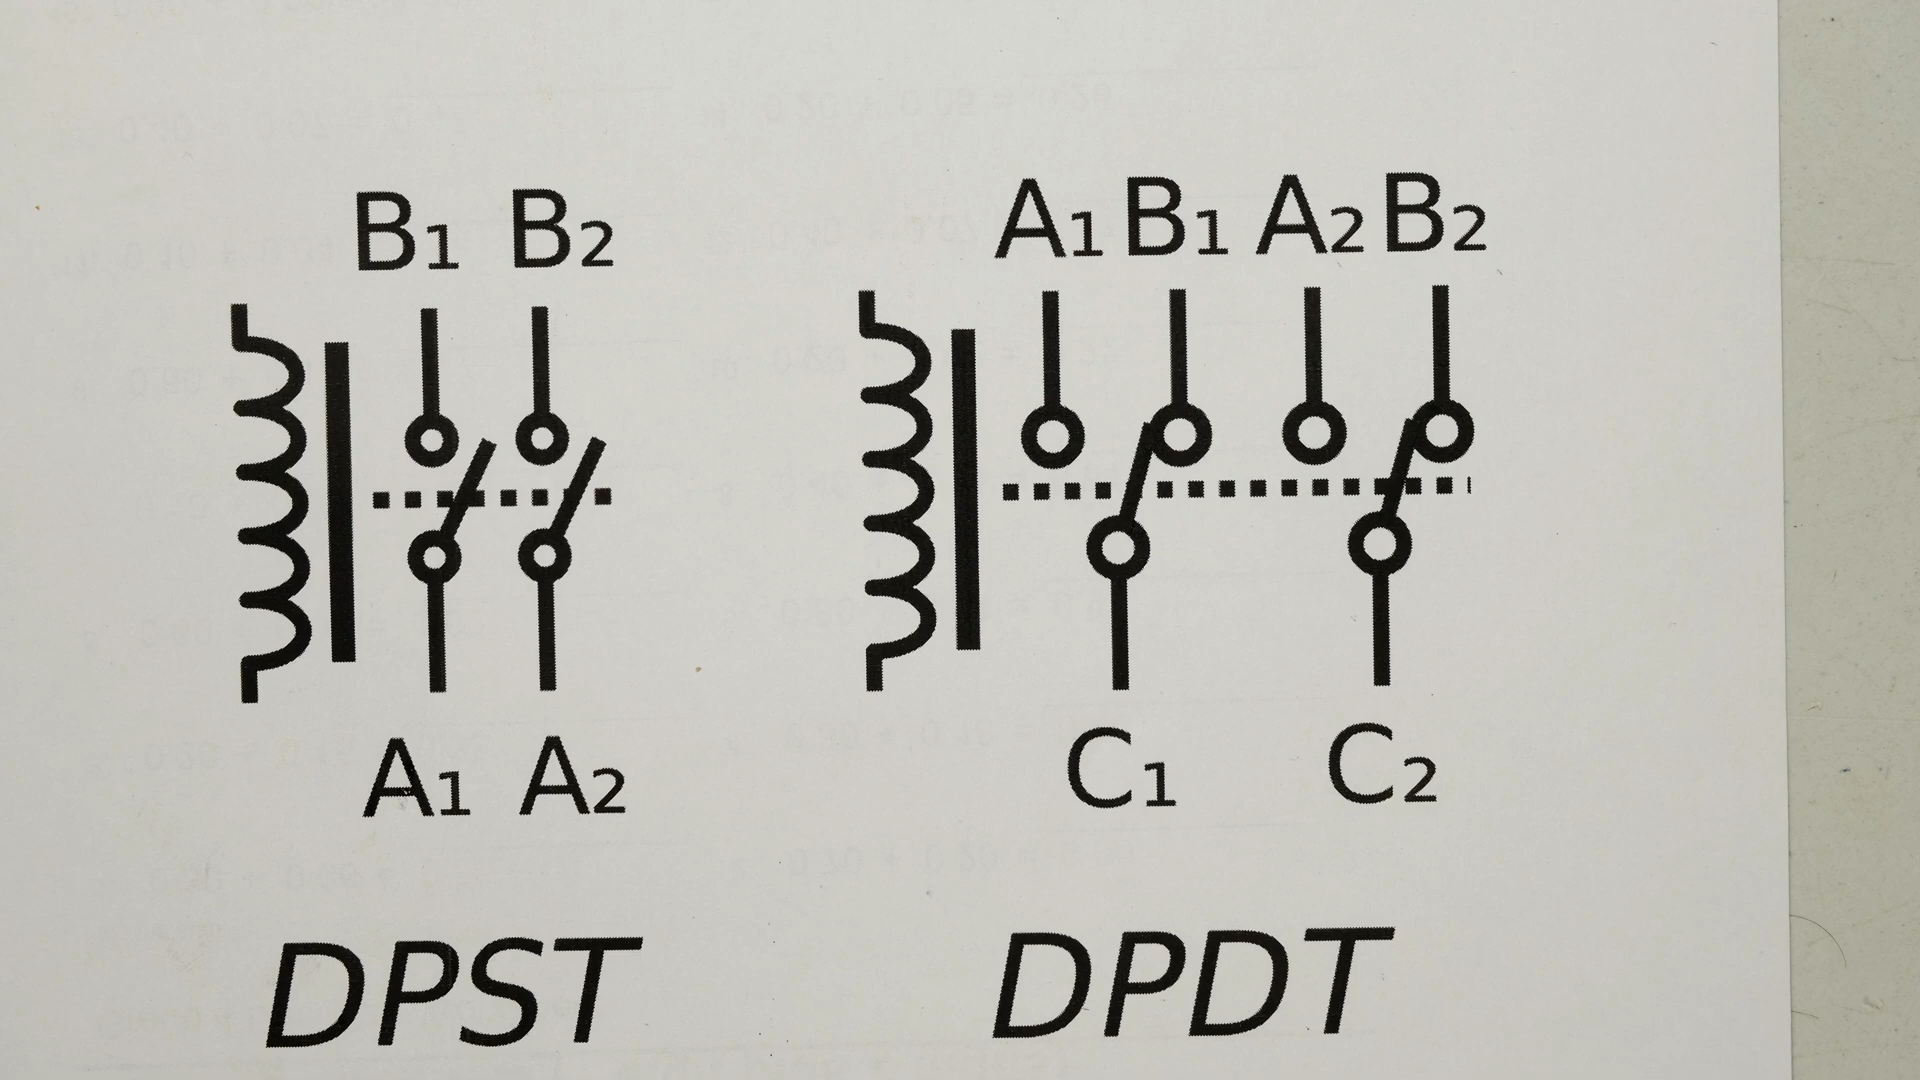 B₁ B₂
A₁ B₁ A₂ B₂
A₁ A₂
C₁ C₂
DPST
DPDT